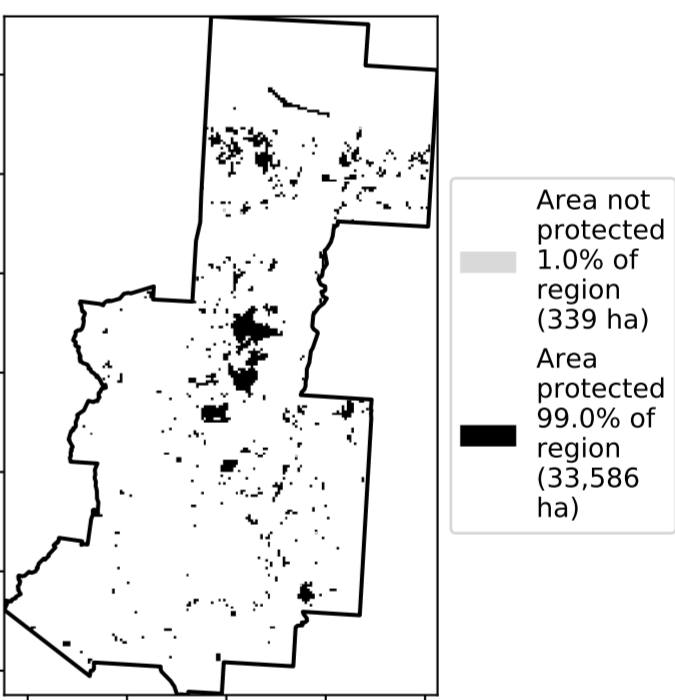 Area not
protected
1.0% of
region
(339 ha)
Area
protected
99.0% of
region
(33,586
ha)